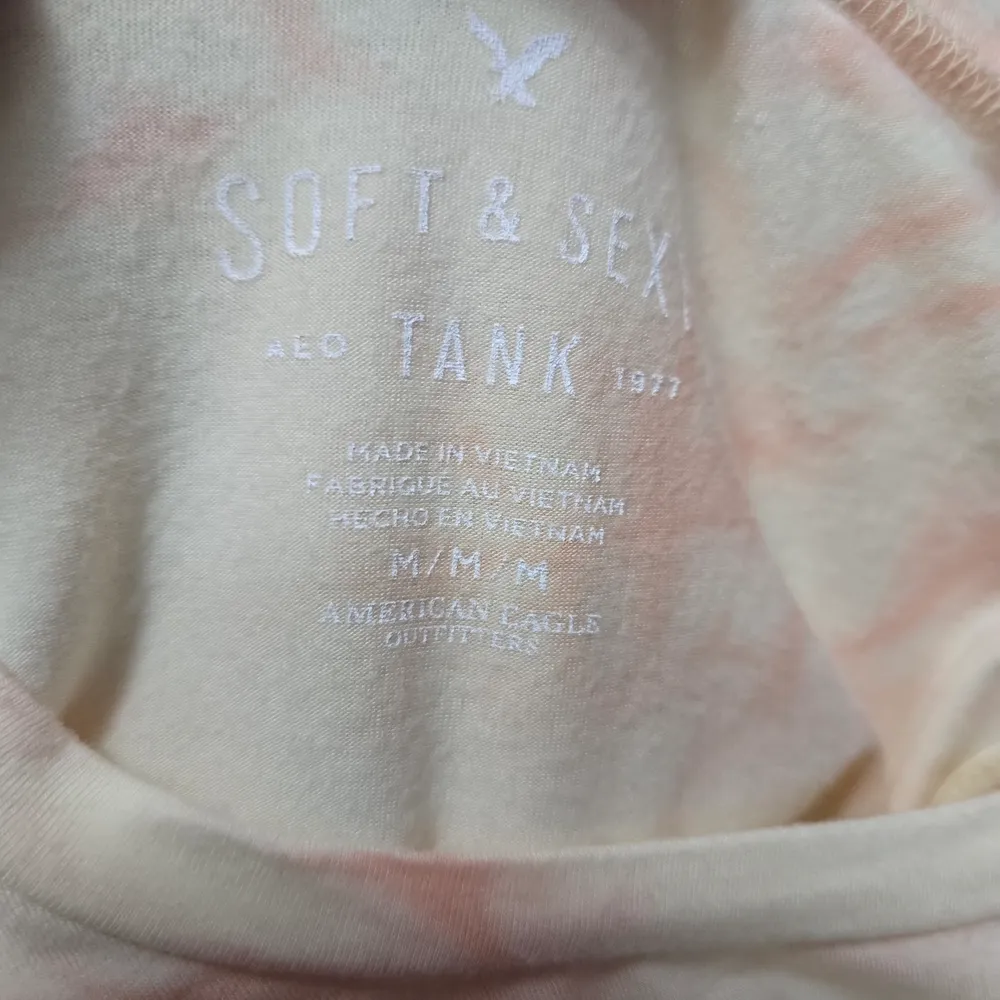 SOFT & SEXY
AEO TANK 1977
MADE IN VIETNAM
FABRIQUE AU VIETNAM
HECHO EN VIETNAM
M/M/M
AMERICAN EAGLE
OUTFITTERS